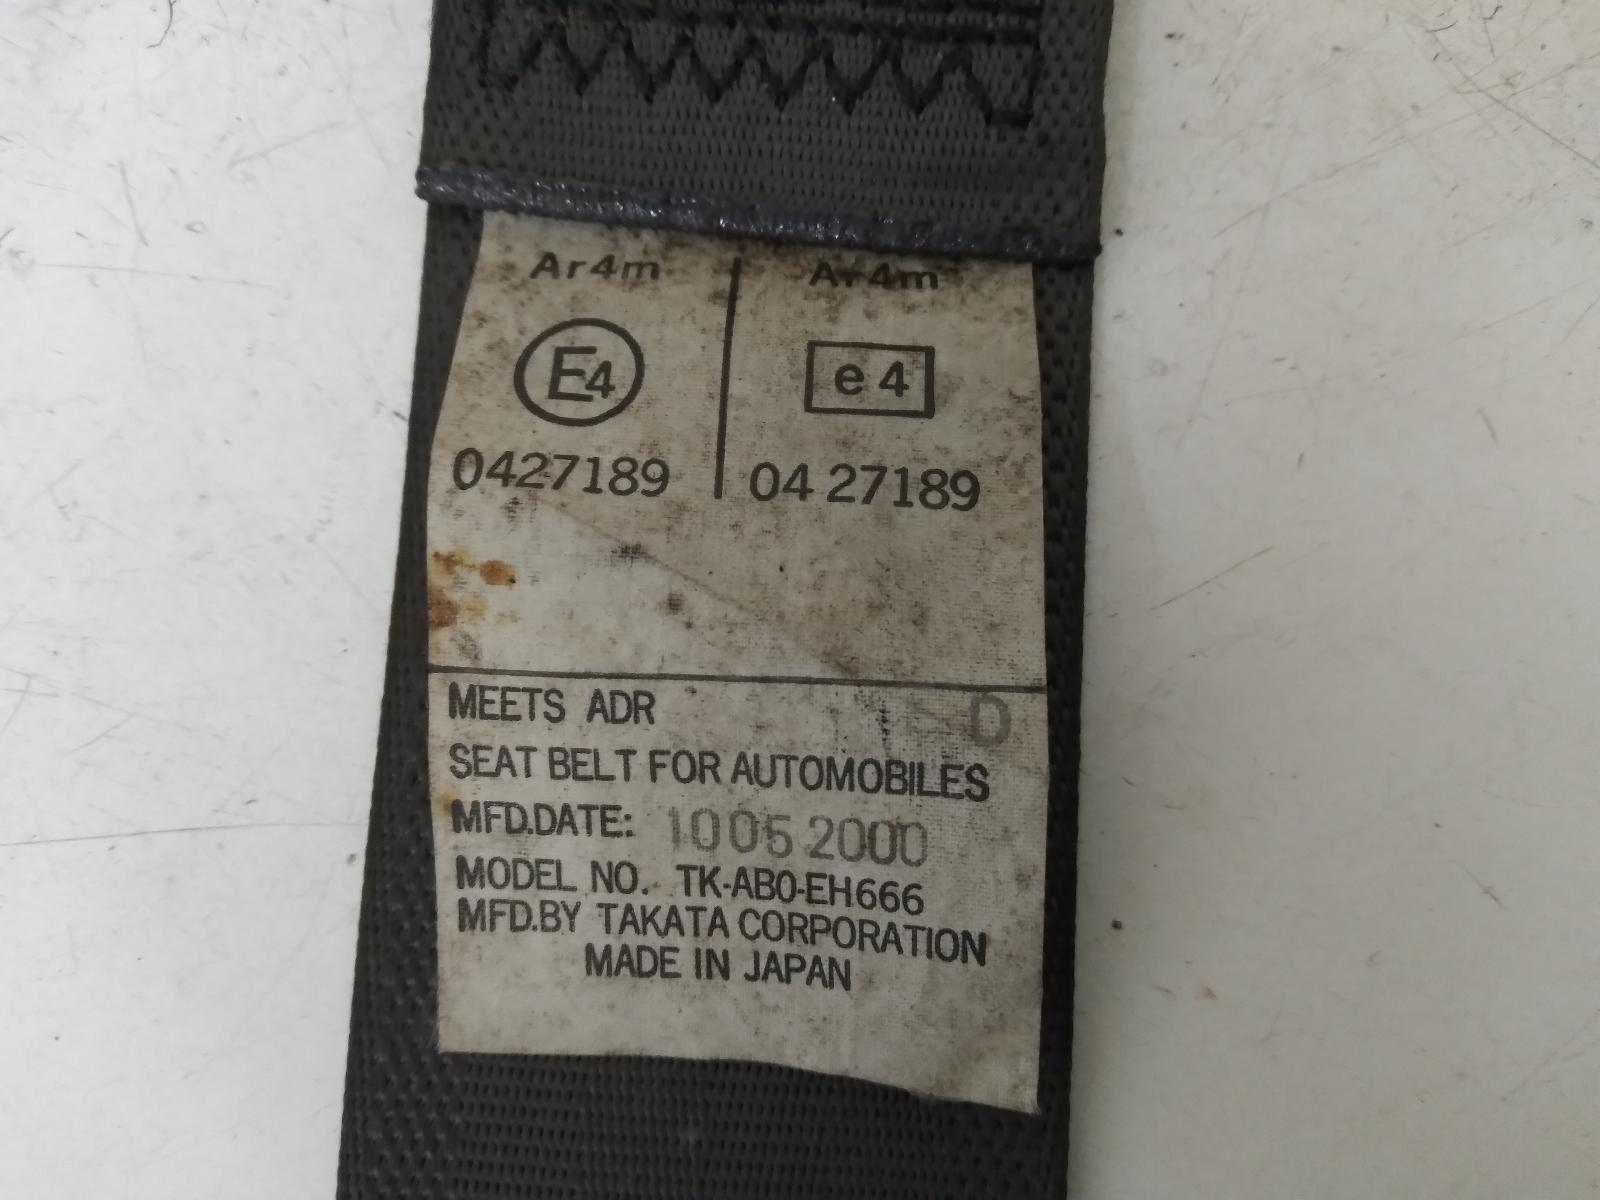 Ar4m Ar4m
E4 e4
0427189 04 27189
MEETS ADR D
SEAT BELT FOR AUTOMOBILES
MFD.DATE: 10052000
MODEL NO. TK-AB0-EH666
MFD.BY TAKATA CORPORATION
MADE IN JAPAN